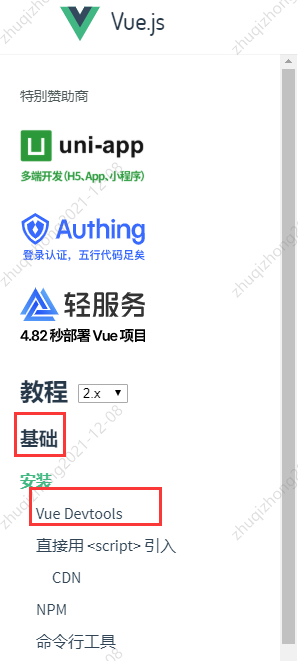 Vue.js
特别赞助商
uni-app
多端开发(H5、App、小程序)
Authing
登录认证，五行代码足矣
轻服务
4.82 秒部署 Vue 项目
教程 2.x
基础
安装
Vue Devtools
直接用 <script> 引入
CDN
NPM
命令行工具
zhuqizhong2021-12-08